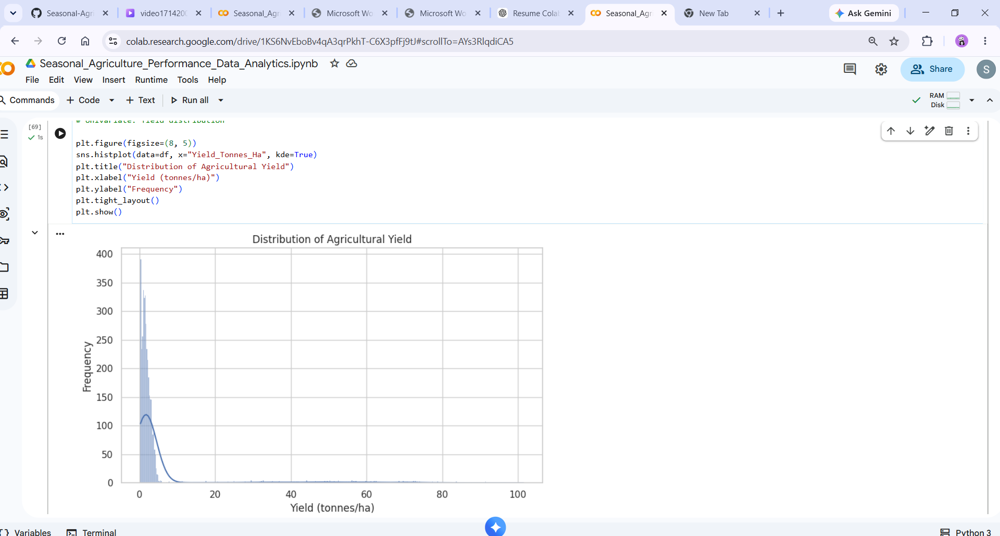 Seasonal-Agri
video1714200
Seasonal_Agr
Microsoft Wo
Microsoft Wo
Resume Cola
Seasonal_Agr
New Tab
Ask Gemini
colab.research.google.com/drive/1KS6NvEboBv4qA3qrPkhT-C6X3pfFj9tJ#scrollTo=AYs3RlqdiCA5
Seasonal_Agriculture_Performance_Data_Analytics.ipynb
Share
S
File Edit View Insert Runtime Tools Help
Commands + Code + Text Run all
RAM
Disk
# Univariate: Yield distribution
[69]
1s
plt.figure(figsize=(8, 5))
sns.histplot(data=df, x="Yield_Tonnes_Ha", kde=True)
plt.title("Distribution of Agricultural Yield")
plt.xlabel("Yield (tonnes/ha)")
plt.ylabel("Frequency")
plt.tight_layout()
plt.show()
Distribution of Agricultural Yield
400
350
300
250
200
150
100
50
0
Frequency
0 20 40 60 80 100
Yield (tonnes/ha)
Variables Terminal
Python 3